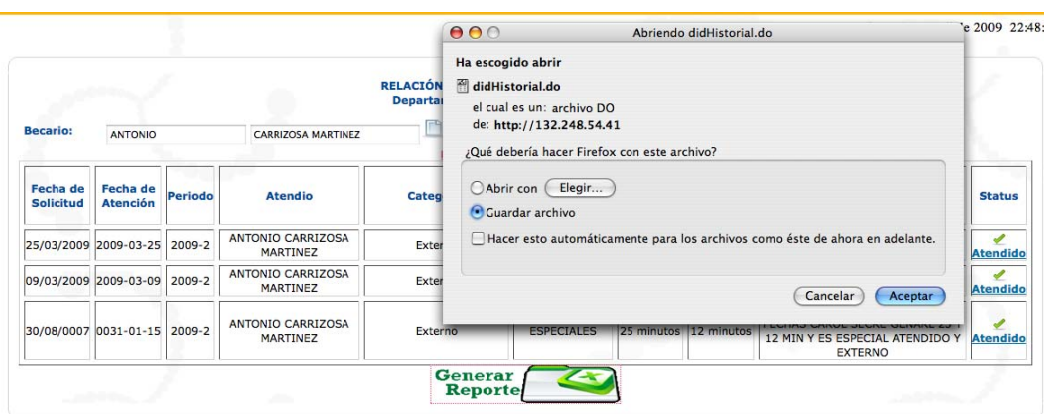 e 2009 22:48:
Abriendo didHistorial.do
Ha escogido abrir
didHistorial.do
el cual es un: archivo DO
de: http://132.248.54.41
¿Qué debería hacer Firefox con este archivo?
Abrir con Elegir...
Guardar archivo
Hacer esto automáticamente para los archivos como éste de ahora en adelante.
Cancelar Aceptar
RELACIÓN
Departa
Becario: ANTONIO CARRIZOSA MARTINEZ
Fecha de Solicitud Fecha de Atención Periodo Atendio Categ Status
25/03/2009 2009-03-25 2009-2 ANTONIO CARRIZOSA MARTINEZ Exter Atendido
09/03/2009 2009-03-09 2009-2 ANTONIO CARRIZOSA MARTINEZ Exter Atendido
30/08/0007 0031-01-15 2009-2 ANTONIO CARRIZOSA MARTINEZ Externo ESPECIALES 25 minutos 12 minutos 12 MIN Y ES ESPECIAL ATENDIDO Y EXTERNO Atendido
Generar
Reporte